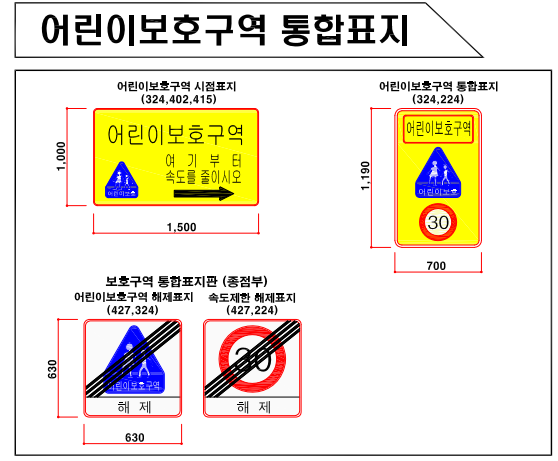 어린이보호구역 통합표지
어린이보호구역 시점표지
(324,402,415)
어린이보호구역
여 기 부 터
속도를 줄이시오
어린이보호
1,000
1,500
어린이보호구역 통합표지
(324,224)
어린이보호구역
어린이보호
30
1,190
700
보호구역 통합표지관 (종점부)
어린이보호구역 해제표지
(427,324)
속도제한 해제표지
(427,224)
어린이보호구역
해 제
30
해 제
630
630